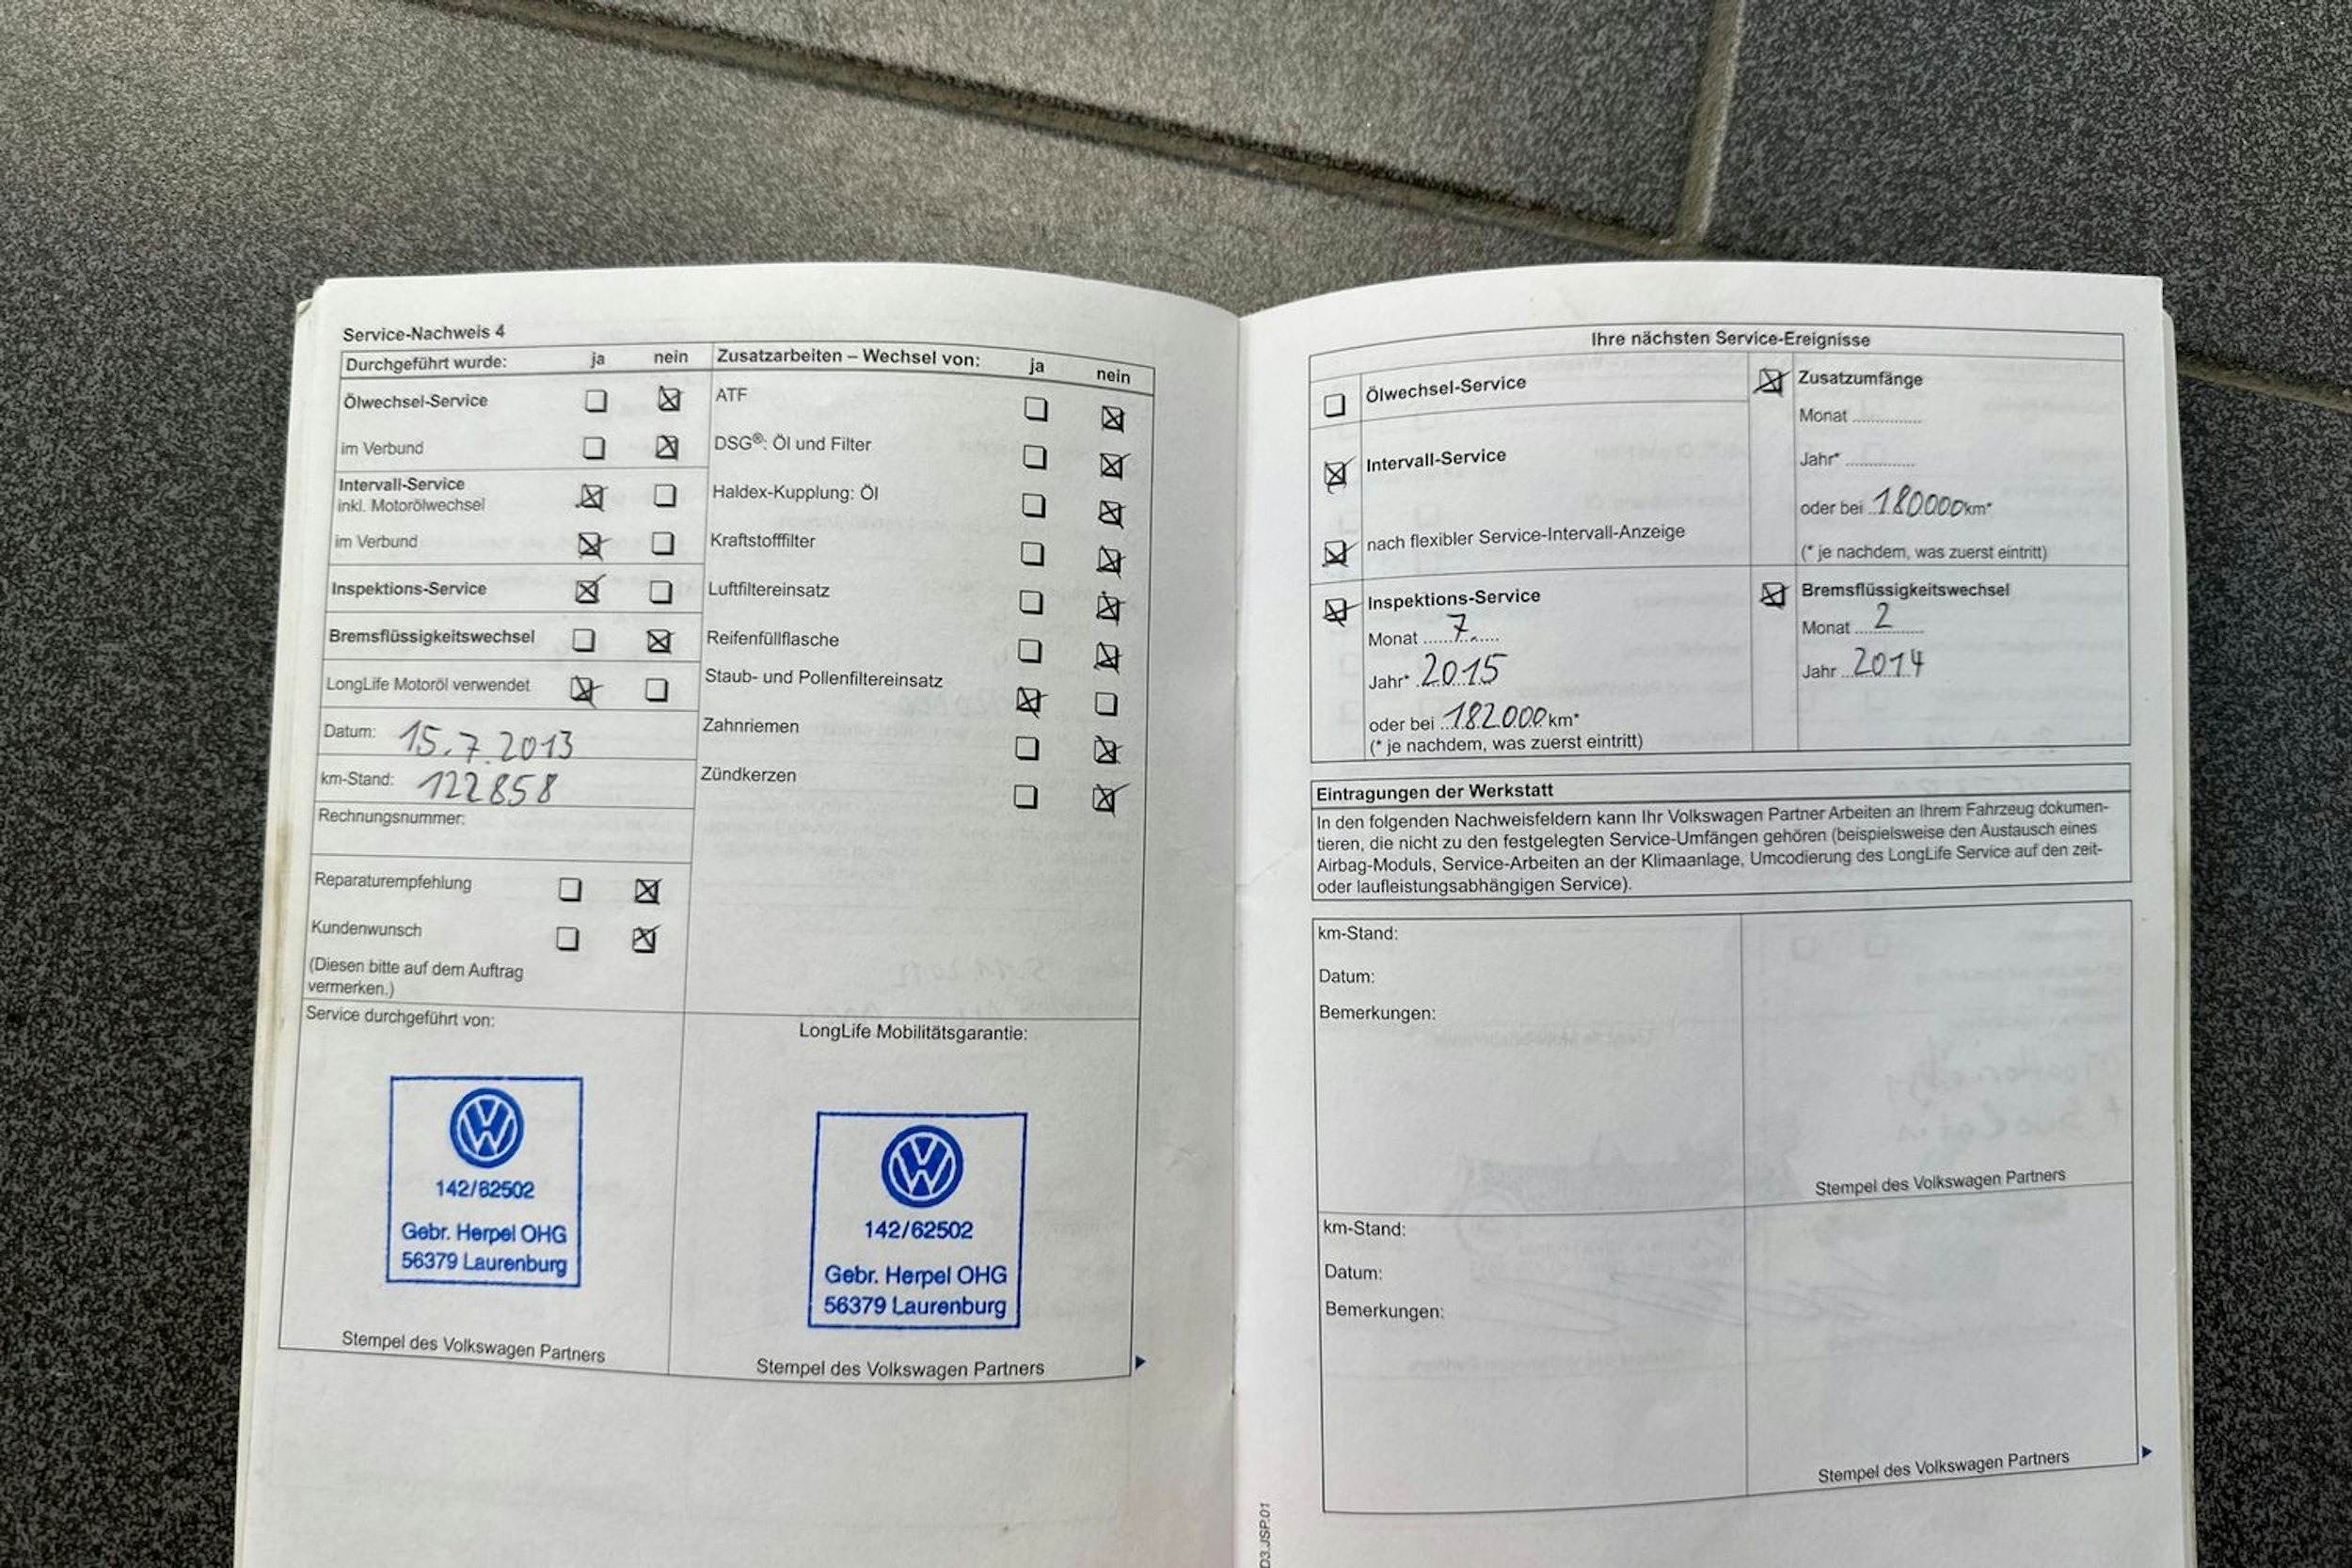 Service-Nachweis 4
Durchgeführt wurde: ja nein
Ölwechsel-Service
im Verbund
Intervall-Service
inkl. Motorölwechsel
im Verbund
Inspektions-Service
Bremsflüssigkeitswechsel
LongLife Motoröl verwendet
Datum: 15.7.2013
km-Stand: 122858
Rechnungsnummer:
Reparaturempfehlung
Kundenwunsch
(Diesen bitte auf dem Auftrag
vermerken.)
Zusatzarbeiten – Wechsel von: ja nein
ATF
DSG®: Öl und Filter
Haldex-Kupplung: Öl
Kraftstofffilter
Luftfiltereinsatz
Reifenfüllflasche
Staub- und Pollenfiltereinsatz
Zahnriemen
Zündkerzen
Service durchgeführt von:
142/62502
Gebr. Herpel OHG
56379 Laurenburg
Stempel des Volkswagen Partners
LongLife Mobilitätsgarantie:
142/62502
Gebr. Herpel OHG
56379 Laurenburg
Stempel des Volkswagen Partners
Ihre nächsten Service-Ereignisse
Ölwechsel-Service
Intervall-Service
nach flexibler Service-Intervall-Anzeige
Inspektions-Service
Monat 7
Jahr* 2015
oder bei 182000 km*
(* je nachdem, was zuerst eintritt)
Zusatzumfänge
Monat
Jahr*
oder bei 180000 km*
(* je nachdem, was zuerst eintritt)
Bremsflüssigkeitswechsel
Monat 2
Jahr 2014
Eintragungen der Werkstatt
In den folgenden Nachweisfeldern kann Ihr Volkswagen Partner Arbeiten an Ihrem Fahrzeug dokumen-
tieren, die nicht zu den festgelegten Service-Umfängen gehören (beispielsweise den Austausch eines
Airbag-Moduls, Service-Arbeiten an der Klimaanlage, Umcodierung des LongLife Service auf den zeit-
oder laufleistungsabhängigen Service).
km-Stand:
Datum:
Bemerkungen:
Stempel des Volkswagen Partners
km-Stand:
Datum:
Bemerkungen:
Stempel des Volkswagen Partners